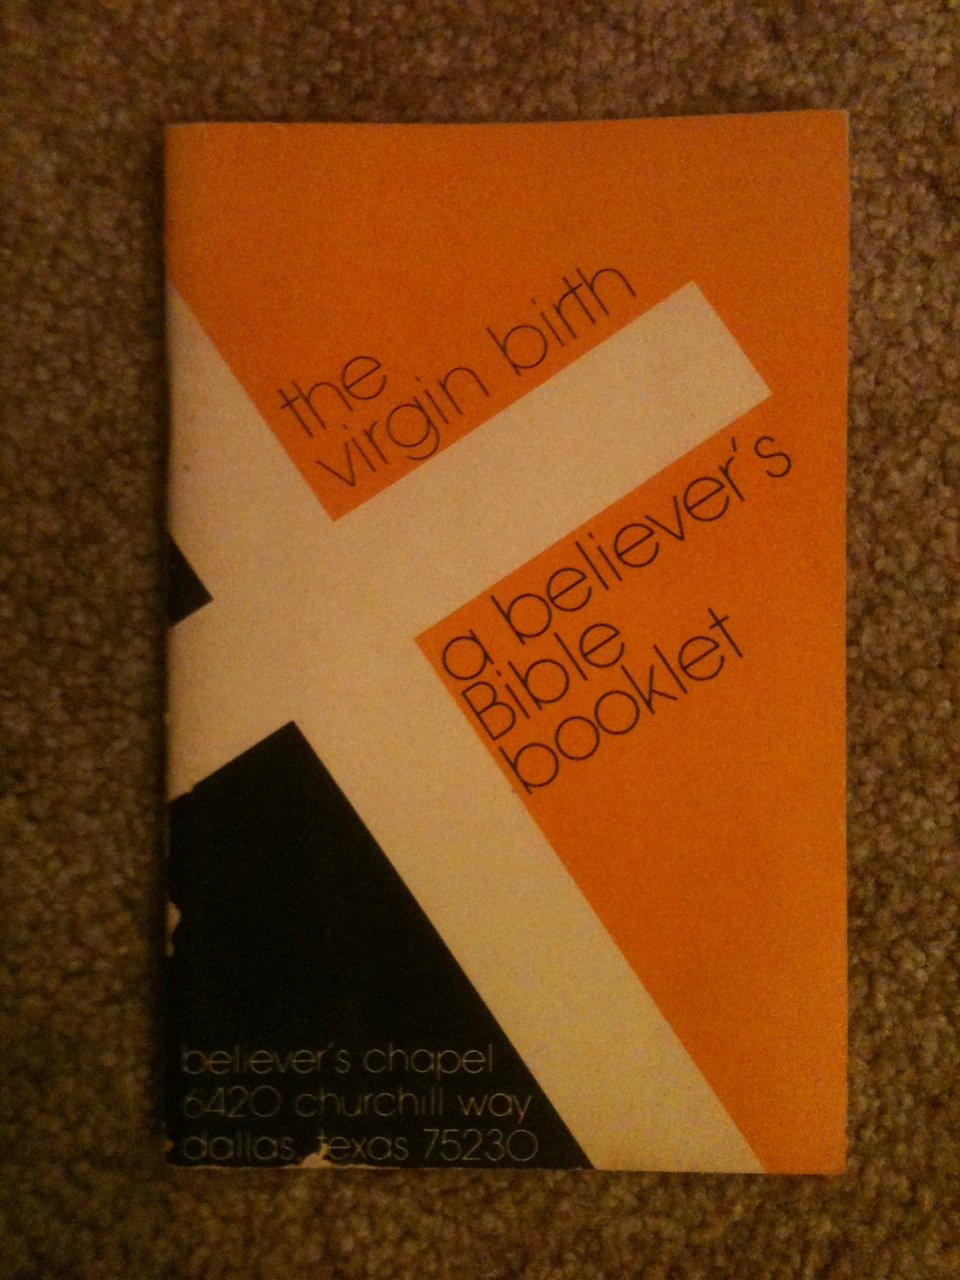 the
virgin birth
a believer's
Bible
booklet
believer's chapel
6420 churchill way
dallas, texas 75230